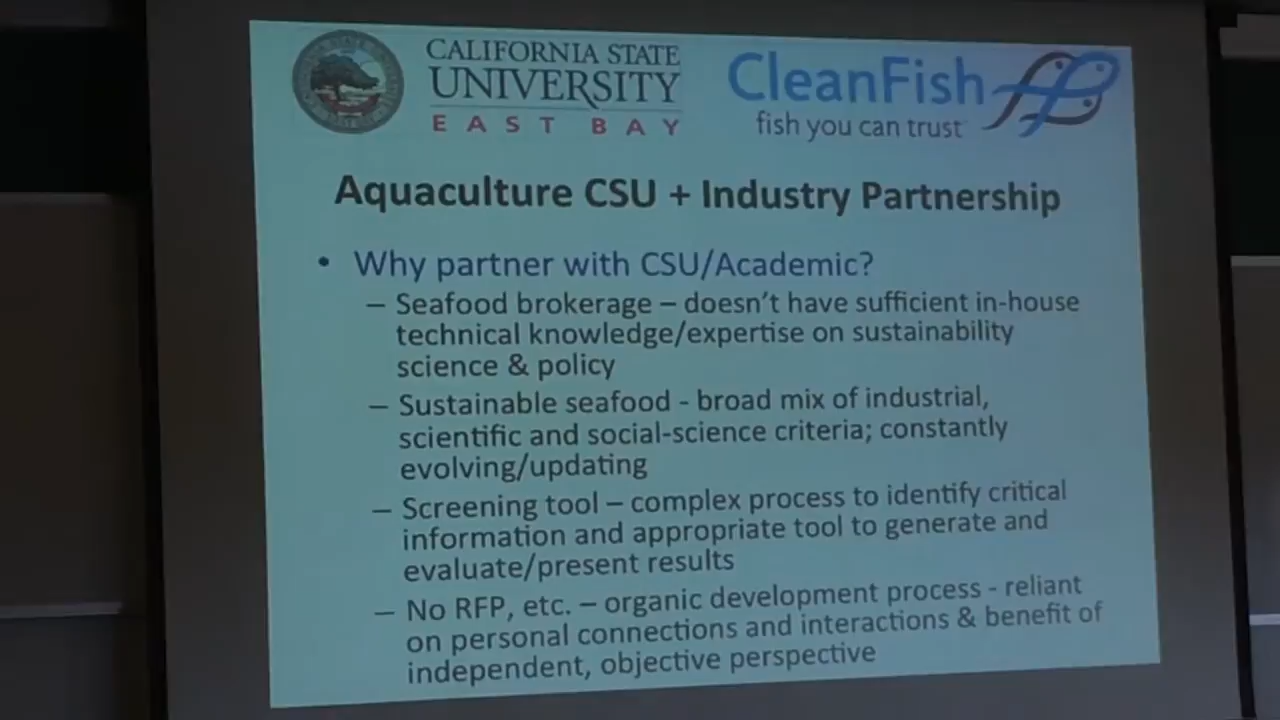 CALIFORNIA STATE
UNIVERSITY
EAST BAY
CleanFish
fish you can trust
Aquaculture CSU + Industry Partnership
• Why partner with CSU/Academic?
– Seafood brokerage – doesn't have sufficient in-house
technical knowledge/expertise on sustainability
science & policy
– Sustainable seafood - broad mix of industrial,
scientific and social-science criteria; constantly
evolving/updating
– Screening tool – complex process to identify critical
information and appropriate tool to generate and
evaluate/present results
– No RFP, etc. – organic development process - reliant
on personal connections and interactions & benefit of
independent, objective perspective